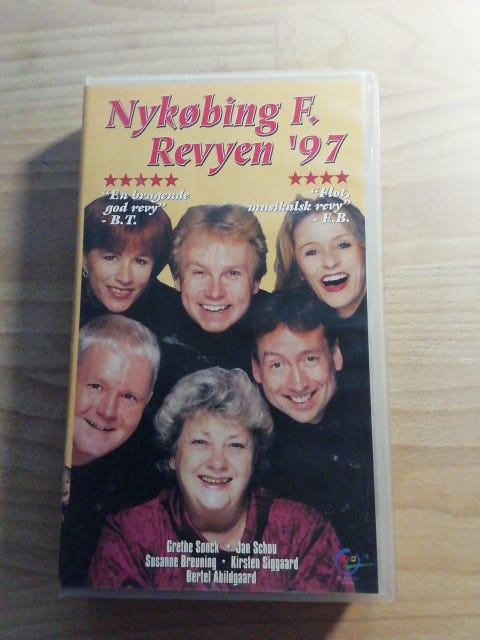 Nykøbing F.
Revyen '97
"En bragende
god revy"
- B.T.
"Flot,
musikalsk revy"
- E.B.
Grethe Sønck • Jan Schou
Susanne Breuning • Kirsten Siggaard
Bertel Abildgaard